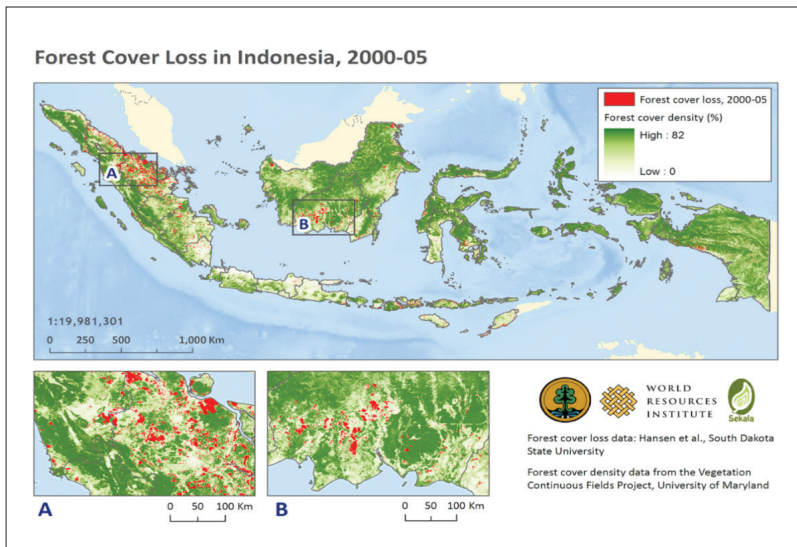 Forest Cover Loss in Indonesia, 2000-05
Forest cover loss, 2000-05
Forest cover density (%)
High : 82
Low : 0
A
B
1:19,981,301
0 250 500 1,000 Km
WORLD
RESOURCES
INSTITUTE
Sekala
Forest cover loss data: Hansen et al., South Dakota
State University
Forest cover density data from the Vegetation
Continuous Fields Project, University of Maryland
A
0 50 100 Km
B
0 50 100 Km